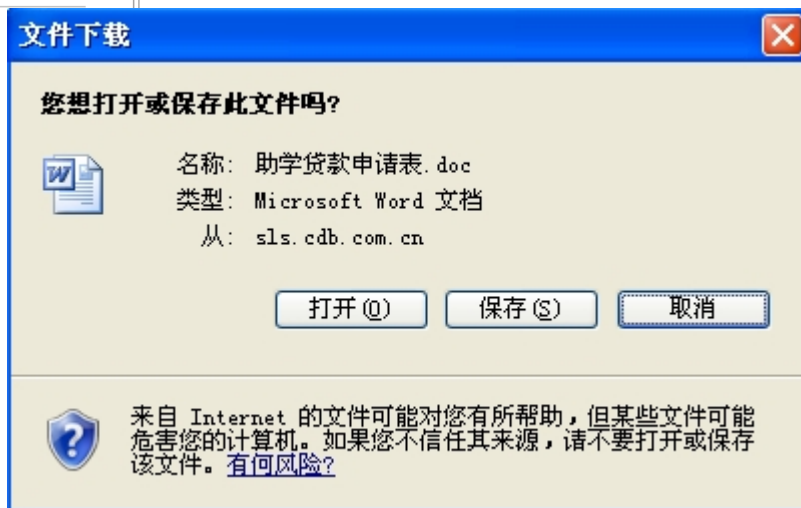 文件下载
您想打开或保存此文件吗?
名称: 助学贷款申请表.doc
类型: Microsoft Word 文档
从: sls.cdb.com.cn
打开(O) 保存(S) 取消
来自 Internet 的文件可能对您有所帮助，但某些文件可能
危害您的计算机。如果您不信任其来源，请不要打开或保存
该文件。有何风险?